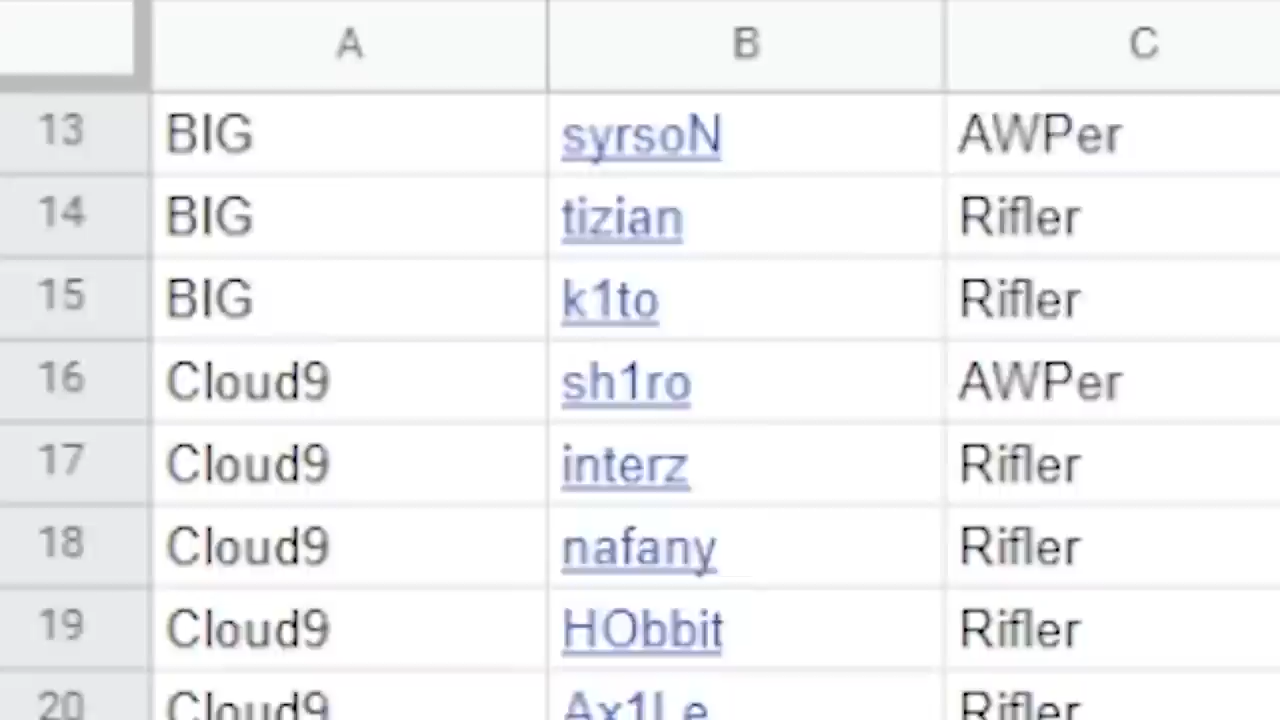 A B C
13 BIG syrsoN AWPer
14 BIG tizian Rifler
15 BIG k1to Rifler
16 Cloud9 sh1ro AWPer
17 Cloud9 interz Rifler
18 Cloud9 nafany Rifler
19 Cloud9 HObbit Rifler
20 Cloud9 Ax1Le Rifler